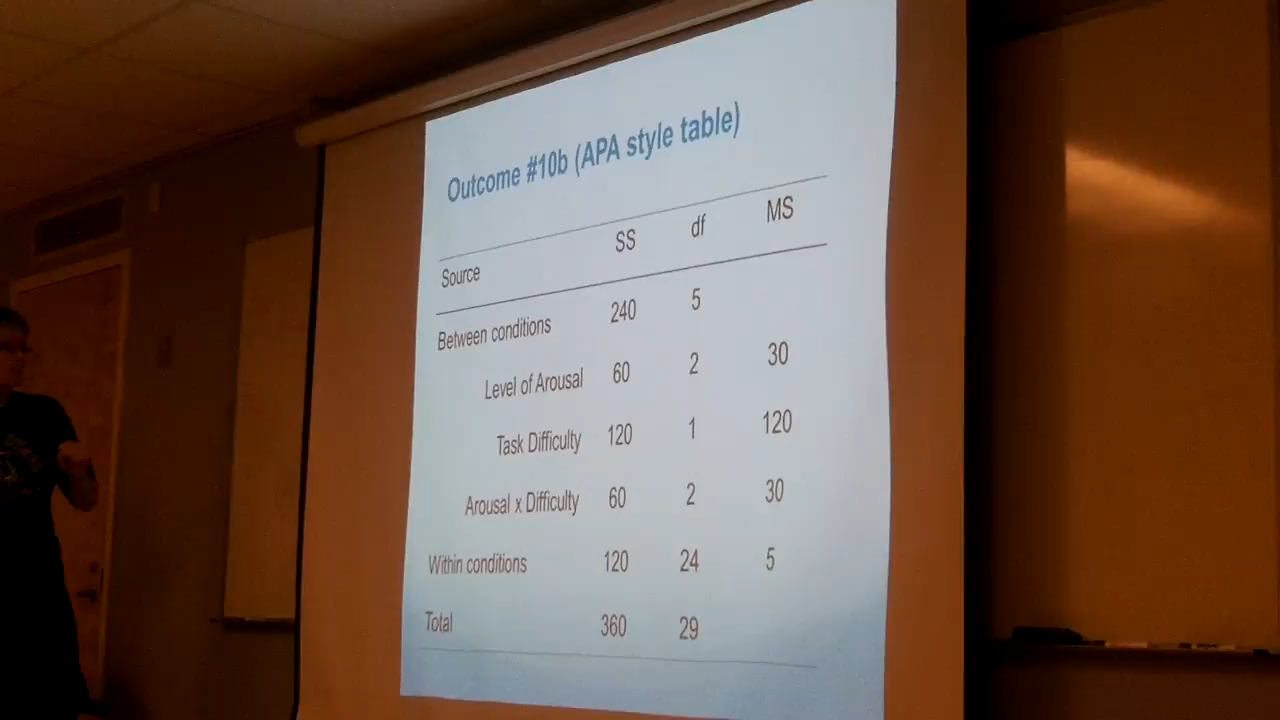 Outcome #10b (APA style table)
Source SS df MS
Between conditions 240 5
Level of Arousal 60 2 30
Task Difficulty 120 1 120
Arousal x Difficulty 60 2 30
Within conditions 120 24 5
Total 360 29